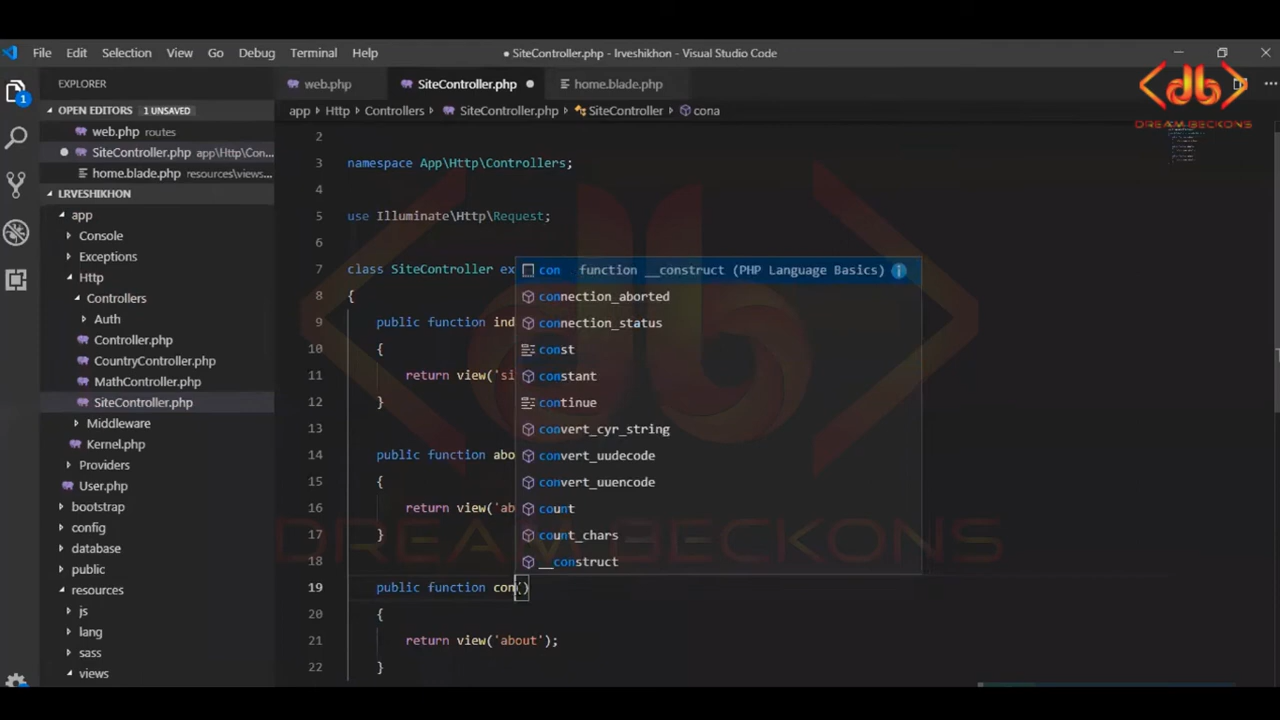 File Edit Selection View Go Debug Terminal Help
● SiteController.php - lrveshikhon - Visual Studio Code
EXPLORER
web.php
SiteController.php
home.blade.php
OPEN EDITORS 1 UNSAVED
web.php routes
SiteController.php app\Http\Con...
home.blade.php resources\views...
LRVESHIKHON
app
Console
Exceptions
Http
Controllers
Auth
Controller.php
CountryController.php
MathController.php
SiteController.php
Middleware
Kernel.php
Providers
User.php
bootstrap
config
database
public
resources
js
lang
sass
views
1
app > Http > Controllers > SiteController.php > SiteController > cona
2
3 namespace App\Http\Controllers;
4
5 use Illuminate\Http\Request;
6
7 class SiteController ex
8 {
9 public function ind
10 {
11 return view('si
12 }
13
14 public function abo
15 {
16 return view('ab
17 }
18
19 public function con()
20 {
21 return view('about');
22 }
con function __construct (PHP Language Basics)
connection_aborted
connection_status
const
constant
continue
convert_cyr_string
convert_uudecode
convert_uuencode
count
count_chars
__construct
db
DREAM BECKONS
DREAM BECKONS